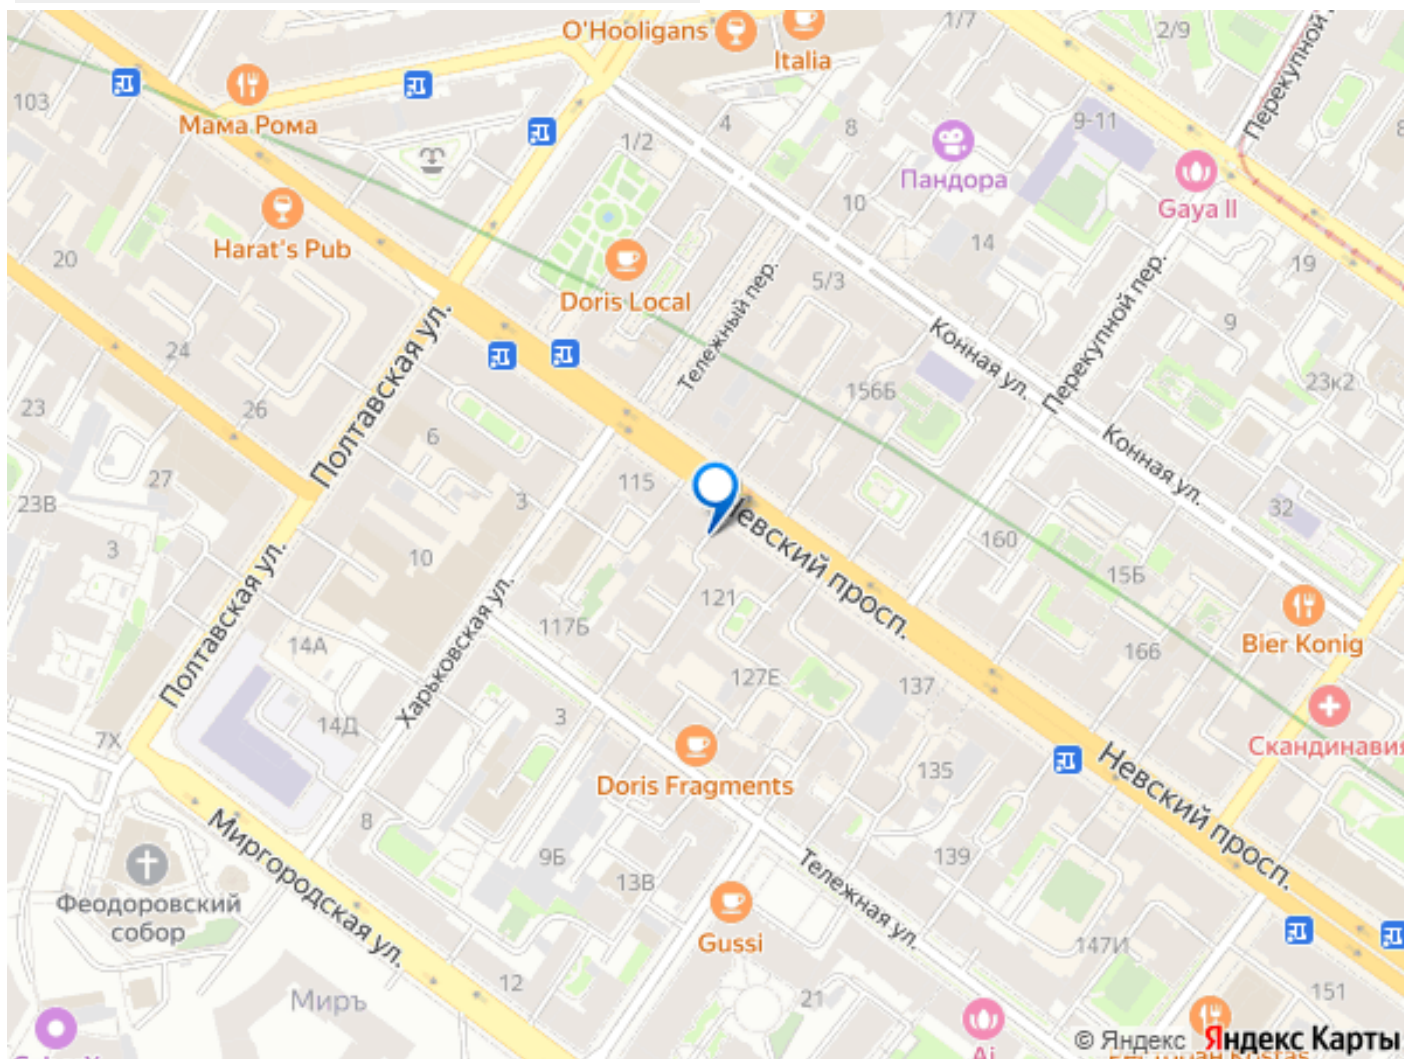 O'Hooligans
Italia
1/7
2/9
Перекупной
103
Мама Рома
1/2
4
8
9-11
Пандора
Gaya II
10
Harat's Pub
20
14
19
Doris Local
5/3
Тележный пер.
Перекупной пер.
9
Конная ул.
24
Полтавская ул.
156Б
23к2
23
26
6
Конная ул.
27
115
23В
3
32
Невский просп.
3
10
160
15Б
Полтавская ул.
Харьковская ул.
121
117Б
Bier Konig
14А
166
127Е
137
14Д
3
7Х
Скандинавия
Doris Fragments
135
Невский просп.
8
Миргородская ул.
9Б
139
13В
Тележная ул.
Феодоровский
собор
Gussi
147И
12
Миръ
21
151
Ai
© Яндекс Яндекс Карты